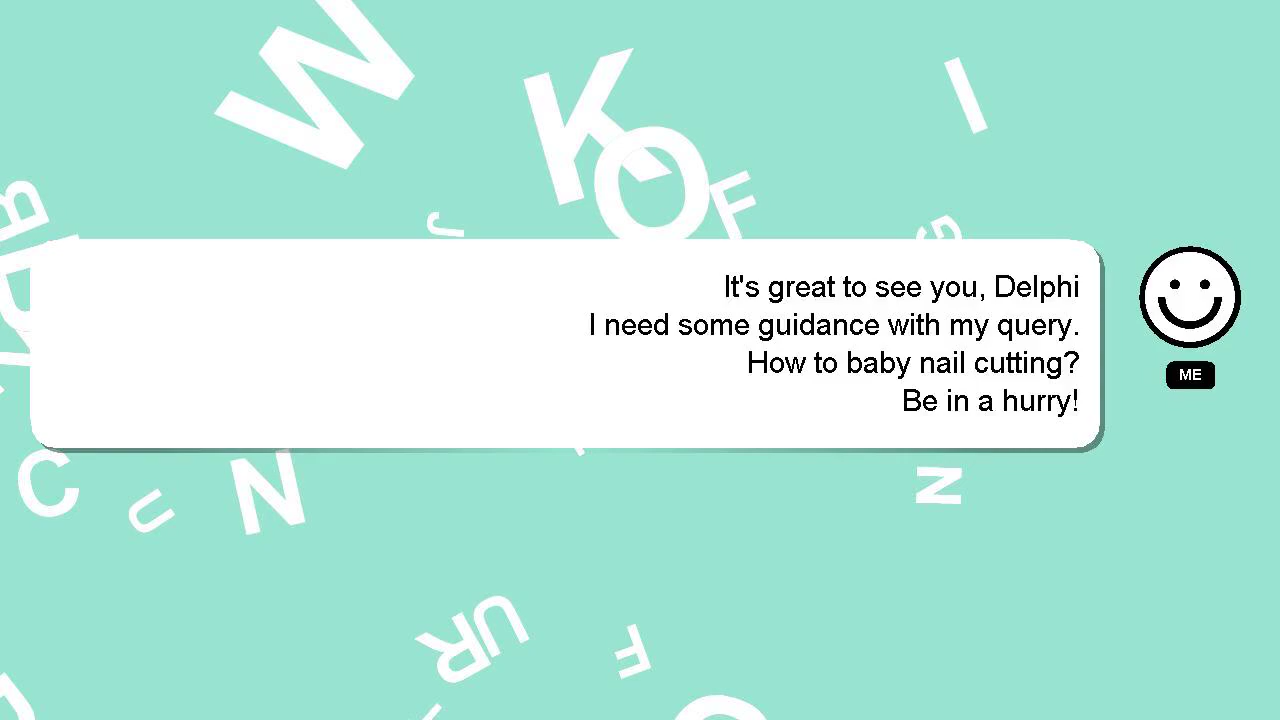 W
K
O
F
I
B
J
G
D
It's great to see you, Delphi
I need some guidance with my query.
How to baby nail cutting?
Be in a hurry!
ME
C
U
N
N
U
R
F